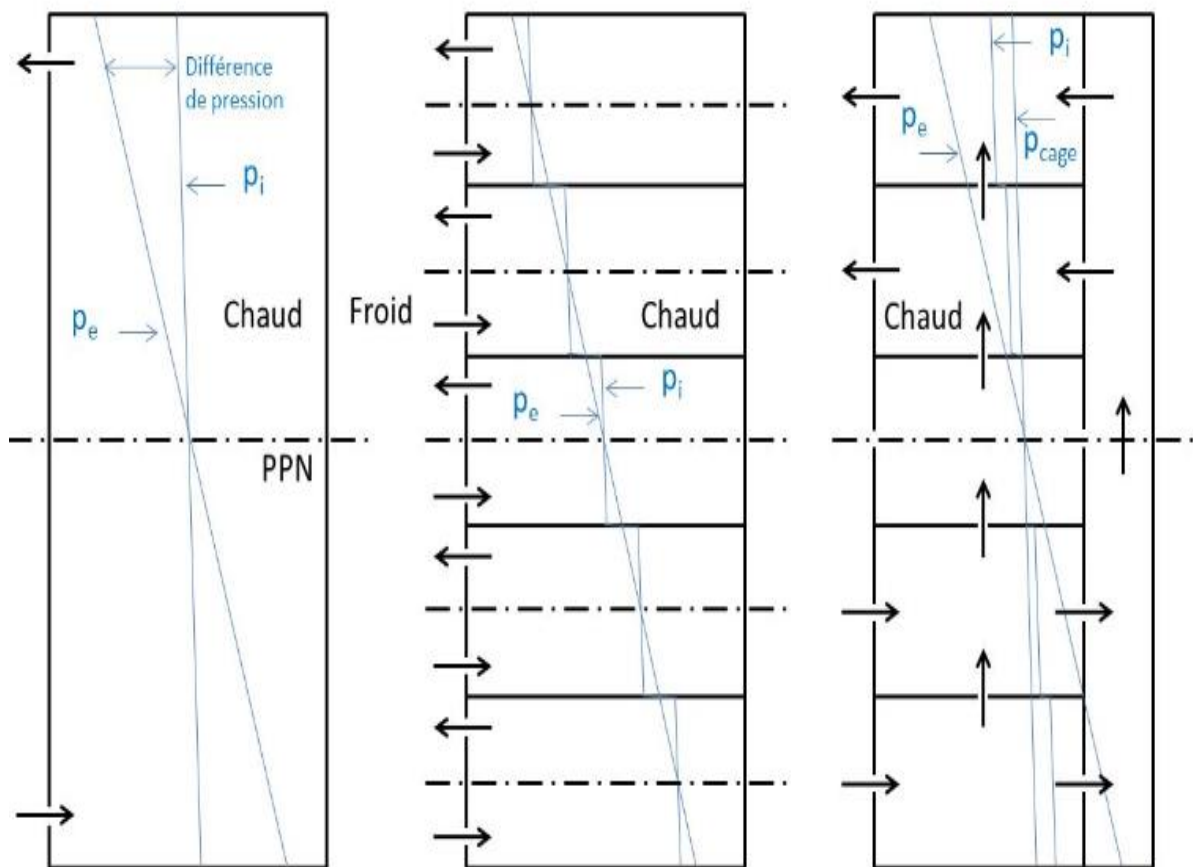 Différence
de pression
pi
pe
Chaud
PPN
Froid
Chaud
pi
pe
pi
pe
pcage
Chaud